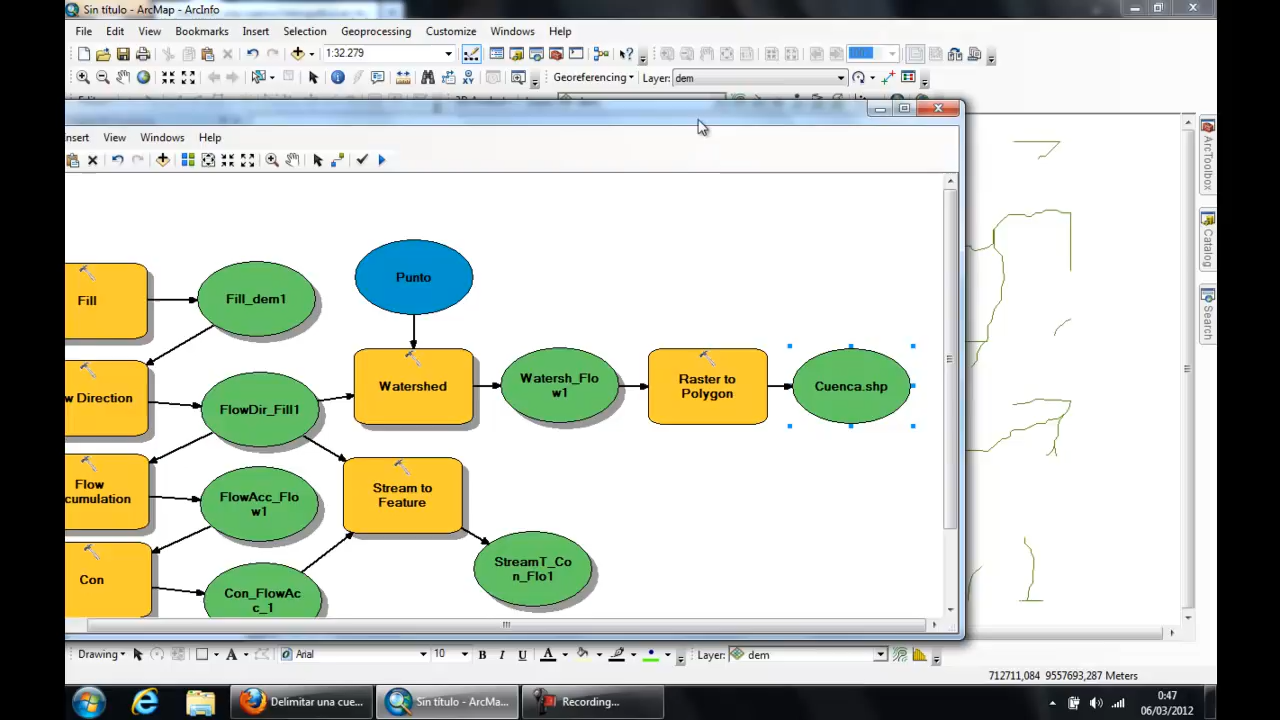 Sin título - ArcMap - ArcInfo
File Edit View Bookmarks Insert Selection Geoprocessing Customize Windows Help
1:32.279
Georeferencing Layer: dem
nsert View Windows Help
ArcToolbox
Catalog
Search
Punto
Fill
Fill_dem1
Watershed
Watersh_Flo
w1
Raster to
Polygon
Cuenca.shp
w Direction
FlowDir_Fill1
Flow
cumulation
FlowAcc_Flo
w1
Stream to
Feature
Con
Con_FlowAc
c_1
StreamT_Co
n_Flo1
Drawing Arial 10 B I U A Layer: dem
712711,084 9557693,287 Meters
Delimitar una cue...
Sin título - ArcMa...
Recording...
0:47
06/03/2012